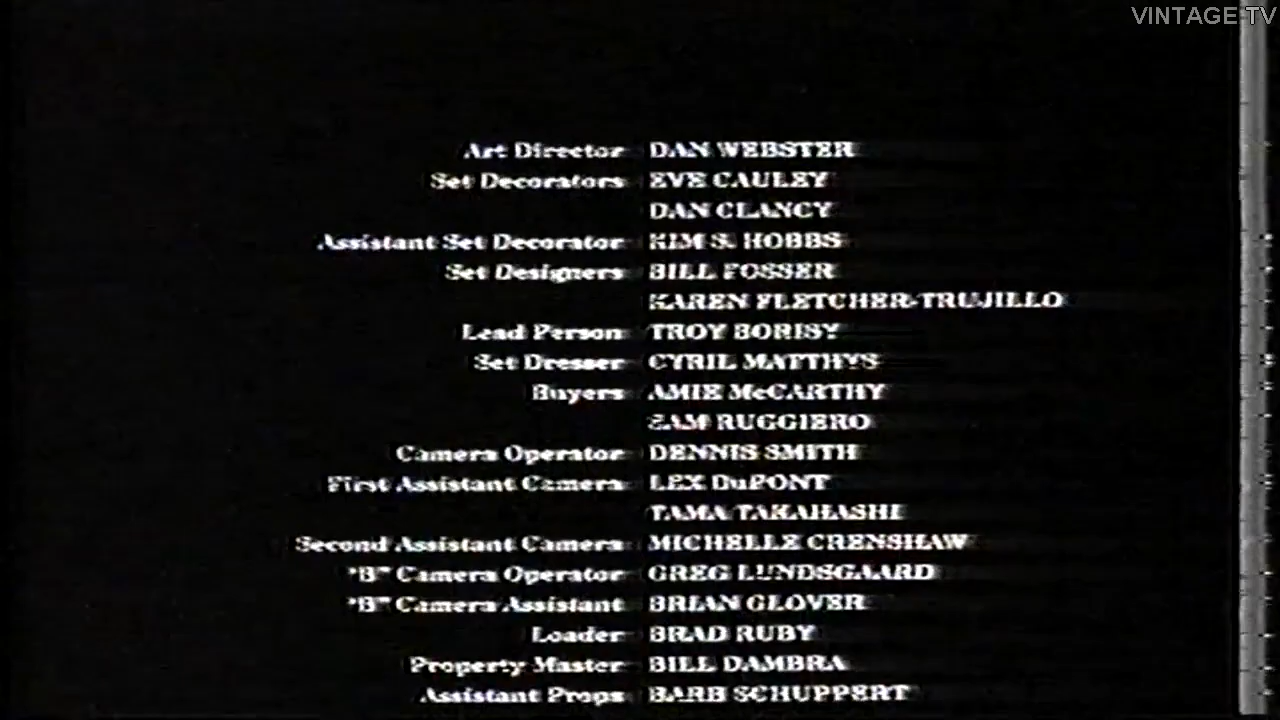 VINTAGE TV
Art Director DAN WEBSTER
Set Decorators EVE CAULEY
DAN CLANCY
Assistant Set Decorator KIM S. HOBBS
Set Designers BILL FOSSER
KAREN FLETCHER-TRUJILLO
Lead Person TROY BORISY
Set Dresser CYRIL MATTHYS
Buyers AMIE McCARTHY
SAM RUGGIERO
Camera Operator DENNIS SMITH
First Assistant Camera LEX DuPONT
TAMA TAKAHASHI
Second Assistant Camera MICHELLE CRENSHAW
"B" Camera Operator GREG LUNDSGAARD
"B" Camera Assistant BRIAN GLOVER
Loader BRAD RUBY
Property Master BILL DAMBRA
Assistant Props BARB SCHUPPERT